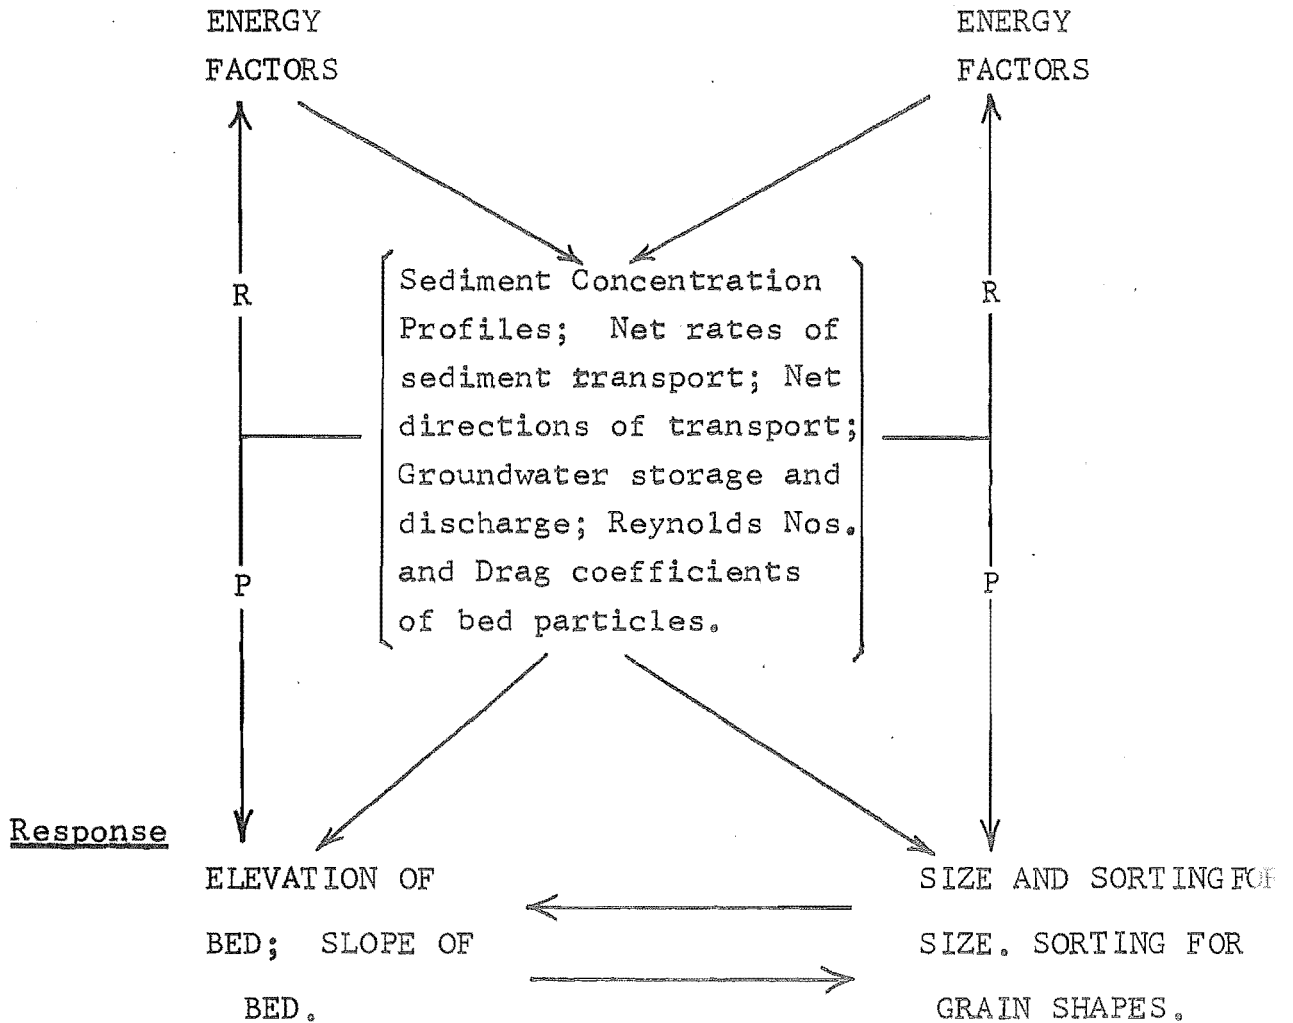 ENERGY
FACTORS
ENERGY
FACTORS
R
R
Sediment Concentration
Profiles; Net rates of
sediment transport; Net
directions of transport;
Groundwater storage and
discharge; Reynolds Nos.
and Drag coefficients
of bed particles.
P
P
Response
ELEVATION OF
BED; SLOPE OF
BED.
SIZE AND SORTING FOR
SIZE. SORTING FOR
GRAIN SHAPES.